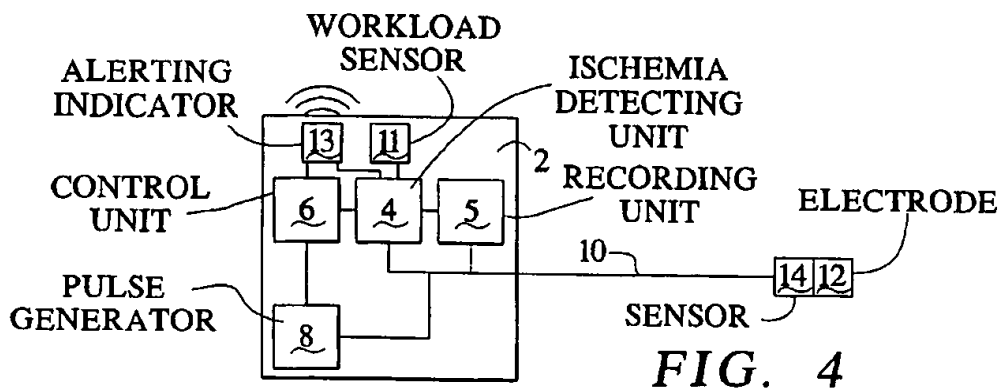 WORKLOAD
SENSOR
ALERTING
INDICATOR
ISCHEMIA
DETECTING
UNIT
13
11
2
CONTROL
UNIT
6
4
5
RECORDING
UNIT
ELECTRODE
10
14 12
PULSE
GENERATOR
8
SENSOR
FIG. 4